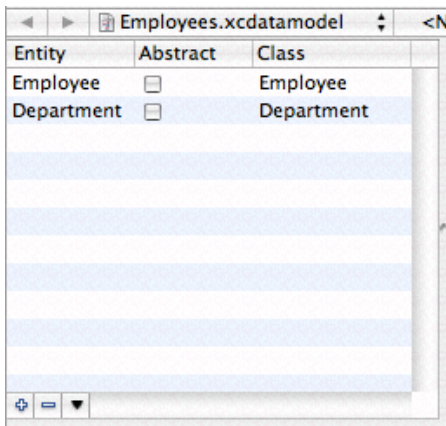 Employees.xcdatamodel <N
Entity Abstract Class
Employee Employee
Department Department